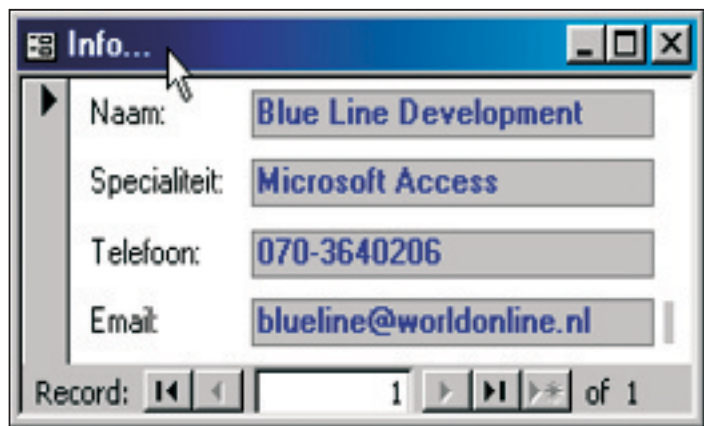 Info...
Naam: Blue Line Development
Specialiteit: Microsoft Access
Telefoon: 070-3640206
Email: blueline@worldonline.nl
Record: 1 of 1